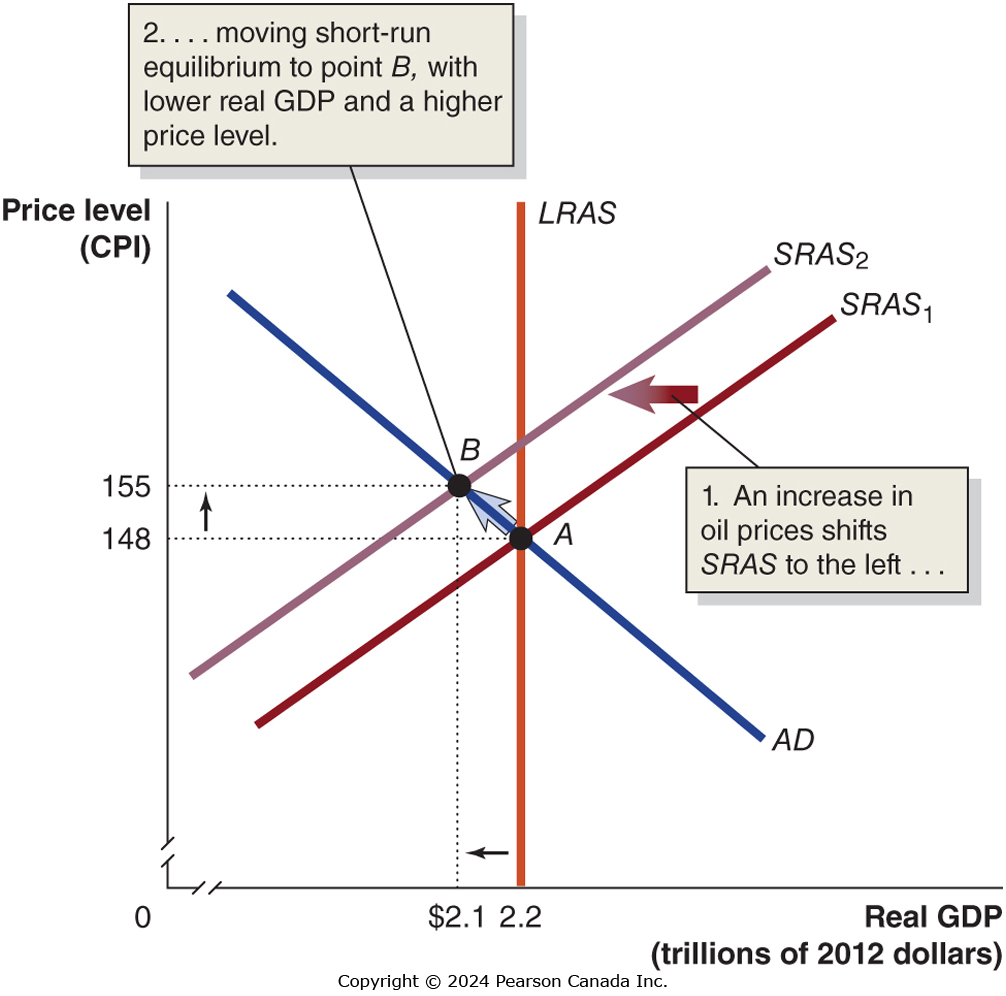 2. . . . moving short-run
equilibrium to point B, with
lower real GDP and a higher
price level.
Price level
(CPI)
LRAS
SRAS2
SRAS1
B
155
148
A
1. An increase in
oil prices shifts
SRAS to the left . . .
AD
0
$2.1 2.2
Real GDP
(trillions of 2012 dollars)
Copyright © 2024 Pearson Canada Inc.